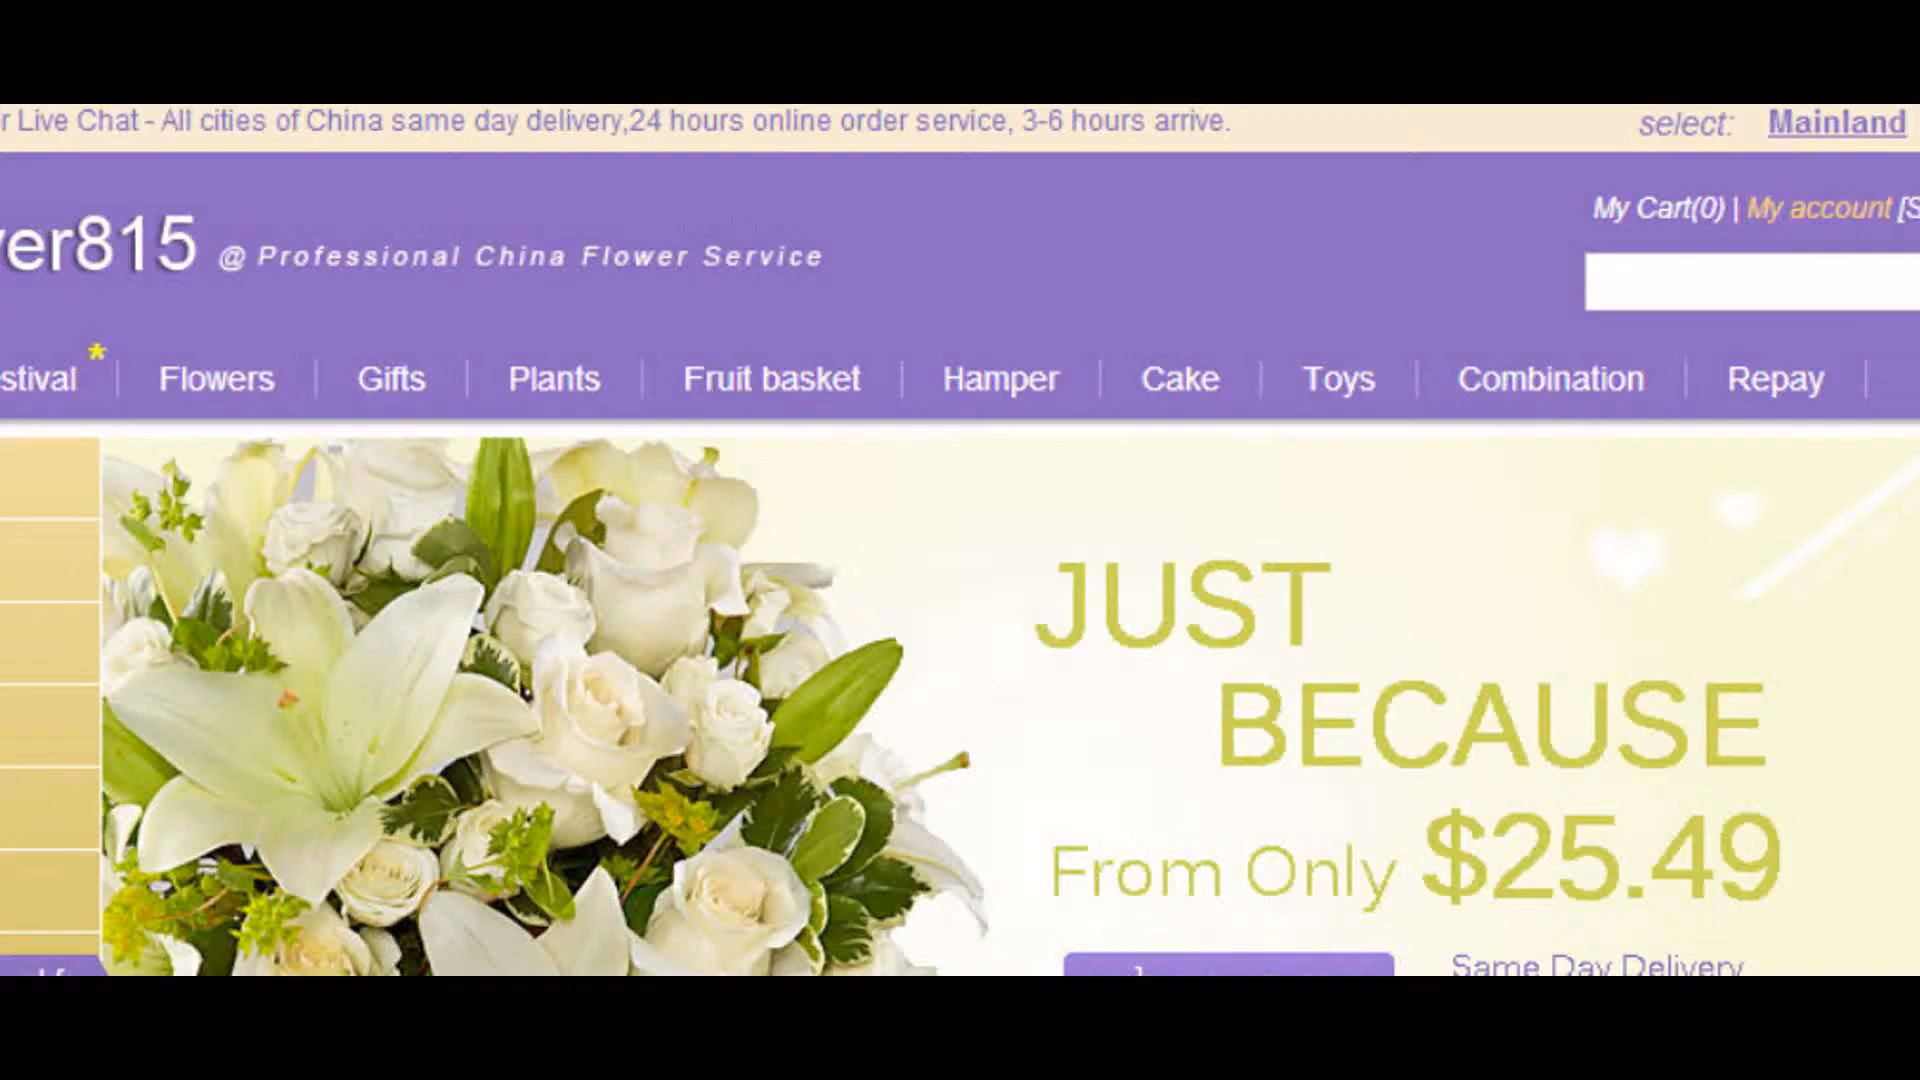 r Live Chat - All cities of China same day delivery,24 hours online order service, 3-6 hours arrive.
select: Mainland
My Cart(0) | My account [S
ver815 @ Professional China Flower Service
stival * Flowers Gifts Plants Fruit basket Hamper Cake Toys Combination Repay
JUST
BECAUSE
From Only $25.49
Same Day Delivery